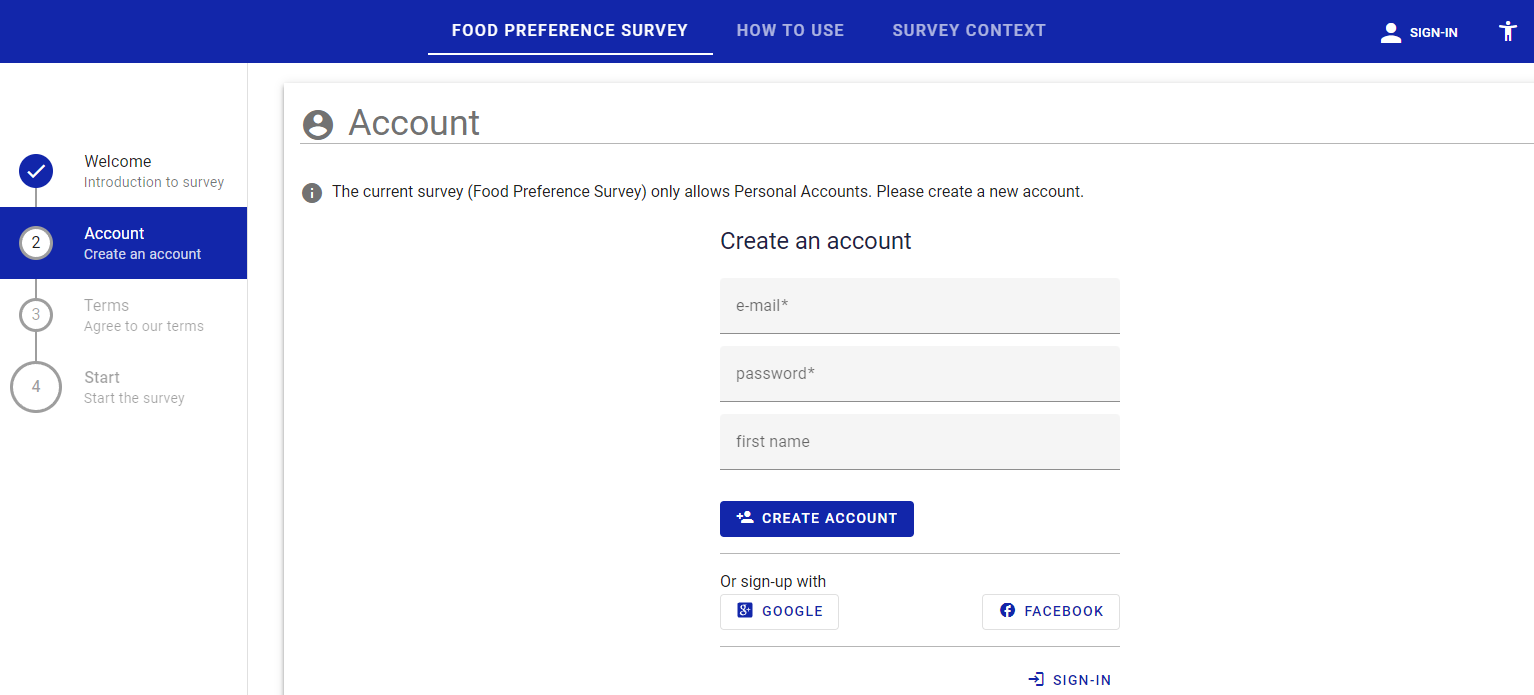 FOOD PREFERENCE SURVEY
HOW TO USE
SURVEY CONTEXT
SIGN-IN
Welcome
Introduction to survey
2
Account
Create an account
3
Terms
Agree to our terms
4
Start
Start the survey
Account
The current survey (Food Preference Survey) only allows Personal Accounts. Please create a new account.
Create an account
e-mail*
password*
first name
CREATE ACCOUNT
Or sign-up with
GOOGLE
FACEBOOK
SIGN-IN